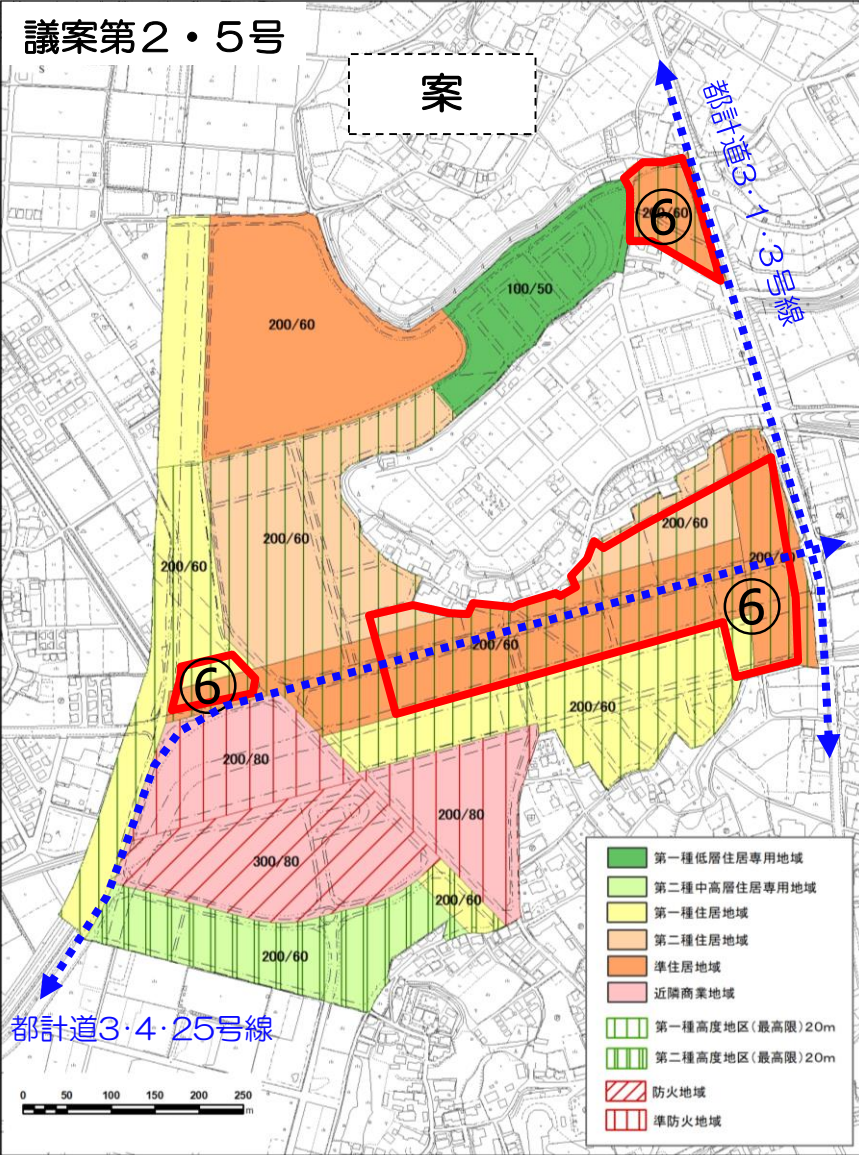 議案第2・5号
案
都計道3・1・3号線
⑥
200/60
100/50
200/60
200/60
200/60
200/60
200/60
⑥
200/60
⑥
200/60
200/80
200/80
300/80
200/60
200/60
都計道3・4・25号線
第一種低層住居専用地域
第二種中高層住居専用地域
第一種住居地域
第二種住居地域
準住居地域
近隣商業地域
第一種高度地区(最高限)20m
第二種高度地区(最高限)20m
防火地域
準防火地域
0 50 100 150 200 250
m